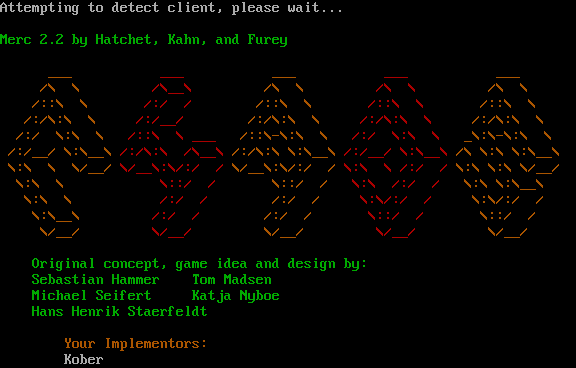 Attempting to detect client, please wait...
Merc 2.2 by Hatchet, Kahn, and Furey
Original concept, game idea and design by:
Sebastian Hammer Tom Madsen
Michael Seifert Katja Nyboe
Hans Henrik Staerfeldt
Your Implementors:
Kober